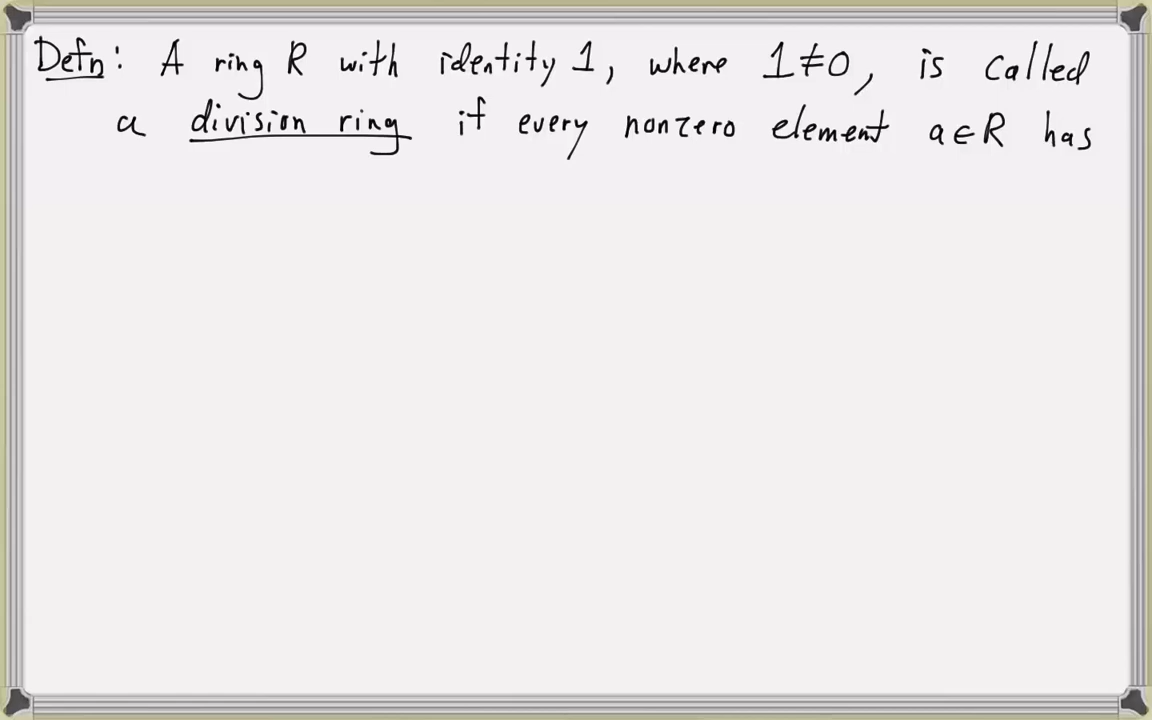 Defn: A ring R with identity 1, where 1≠0, is called
a division ring if every nonzero element a∈R has